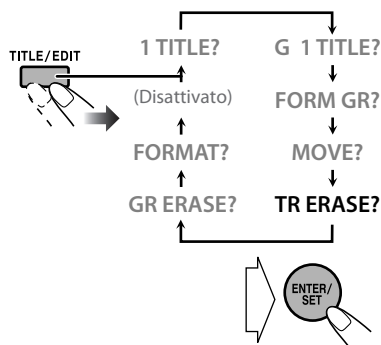 TITLE/EDIT
1 TITLE?
G 1 TITLE?
(Disattivato)
FORM GR?
FORMAT?
MOVE?
GR ERASE?
TR ERASE?
ENTER/
SET